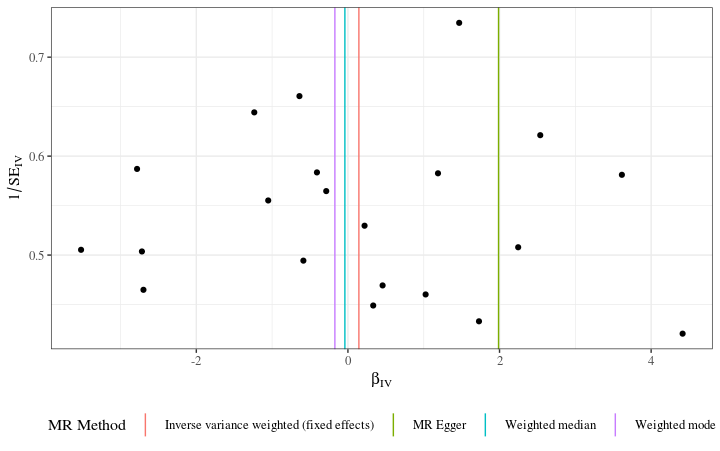 0.7
0.6
0.5
1/SE_IV
-2 0 2 4
β_IV
MR Method Inverse variance weighted (fixed effects) MR Egger Weighted median Weighted mode